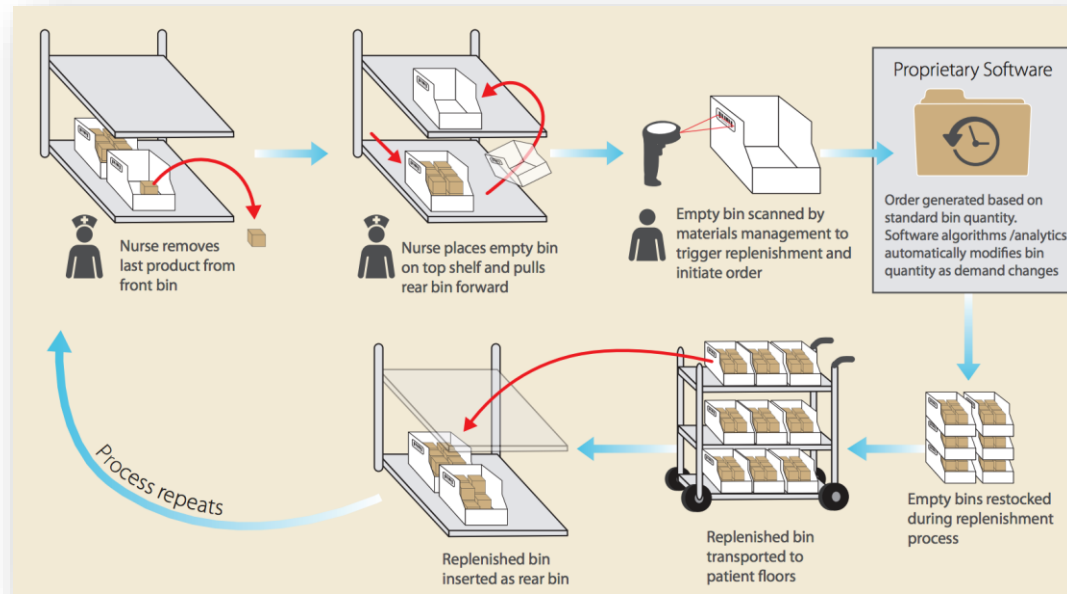 Nurse removes
last product from
front bin
Nurse places empty bin
on top shelf and pulls
rear bin forward
Empty bin scanned by
materials management to
trigger replenishment and
initiate order
Proprietary Software
Order generated based on
standard bin quantity.
Software algorithms /analytics
automatically modifies bin
quantity as demand changes
Empty bins restocked
during replenishment
process
Replenished bin
transported to
patient floors
Replenished bin
inserted as rear bin
Process repeats